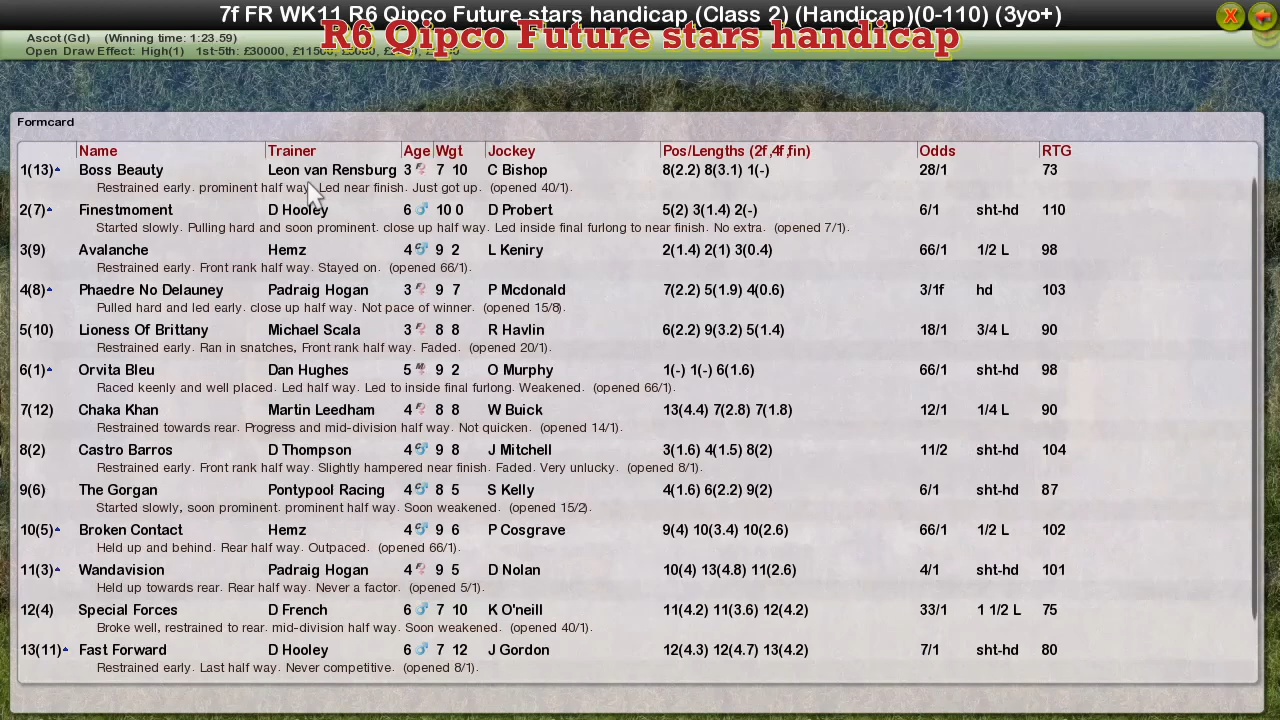 7f FR WK11 R6 Qipco Future stars handicap (Class 2) (Handicap)(0-110) (3yo+)
R6 Qipco Future stars handicap
Ascot(Gd) (Winning time: 1:23.59)
Open Draw Effect: High(1) 1st-5th: £30000,
Formcard
Name Trainer Age Wgt Jockey Pos/Lengths (2f,4f,fin) Odds RTG
1(13) Boss Beauty Leon van Rensburg 3 7 10 C Bishop 8(2.2) 8(3.1) 1(-) 28/1 73
Restrained early. prominent half way. Led near finish. Just got up. (opened 40/1).
2(7) Finestmoment D Hooley 6 10 0 D Probert 5(2) 3(1.4) 2(-) 6/1 sht-hd 110
Started slowly. Pulling hard and soon prominent. close up half way. Led inside final furlong to near finish. No extra. (opened 7/1).
3(9) Avalanche Hemz 4 9 2 L Keniry 2(1.4) 2(1) 3(0.4) 66/1 1/2 L 98
Restrained early. Front rank half way. Stayed on. (opened 66/1).
4(8) Phaedre No Delauney Padraig Hogan 3 9 7 P Mcdonald 7(2.2) 5(1.9) 4(0.6) 3/1f hd 103
Pulled hard and led early. close up half way. Not pace of winner. (opened 15/8).
5(10) Lioness Of Brittany Michael Scala 3 8 8 R Havlin 6(2.2) 9(3.2) 5(1.4) 18/1 3/4 L 90
Restrained early. Ran in snatches, Front rank half way. Faded. (opened 20/1).
6(1) Orvita Bleu Dan Hughes 5 9 2 O Murphy 1(-) 1(-) 6(1.6) 66/1 sht-hd 98
Raced keenly and well placed. Led half way. Led to inside final furlong. Weakened. (opened 66/1).
7(12) Chaka Khan Martin Leedham 4 8 8 W Buick 13(4.4) 7(2.8) 7(1.8) 12/1 1/4 L 90
Restrained towards rear. Progress and mid-division half way. Not quicken. (opened 14/1).
8(2) Castro Barros D Thompson 4 9 8 J Mitchell 3(1.6) 4(1.5) 8(2) 11/2 sht-hd 104
Restrained early. Front rank half way. Slightly hampered near finish. Faded. Very unlucky. (opened 8/1).
9(6) The Gorgan Pontypool Racing 4 8 5 S Kelly 4(1.6) 6(2.2) 9(2) 6/1 sht-hd 87
Started slowly, soon prominent. prominent half way. Soon weakened. (opened 15/2).
10(5) Broken Contact Hemz 4 9 6 P Cosgrave 9(4) 10(3.4) 10(2.6) 66/1 1/2 L 102
Held up and behind. Rear half way. Outpaced. (opened 66/1).
11(3) Wandavision Padraig Hogan 4 9 5 D Nolan 10(4) 13(4.8) 11(2.6) 4/1 sht-hd 101
Held up towards rear. Rear half way. Never a factor. (opened 5/1).
12(4) Special Forces D French 6 7 10 K O'neill 11(4.2) 11(3.6) 12(4.2) 33/1 1 1/2 L 75
Broke well, restrained to rear. mid-division half way. Soon weakened. (opened 40/1).
13(11) Fast Forward D Hooley 6 7 12 J Gordon 12(4.3) 12(4.7) 13(4.2) 7/1 sht-hd 80
Restrained early. Last half way. Never competitive. (opened 8/1).